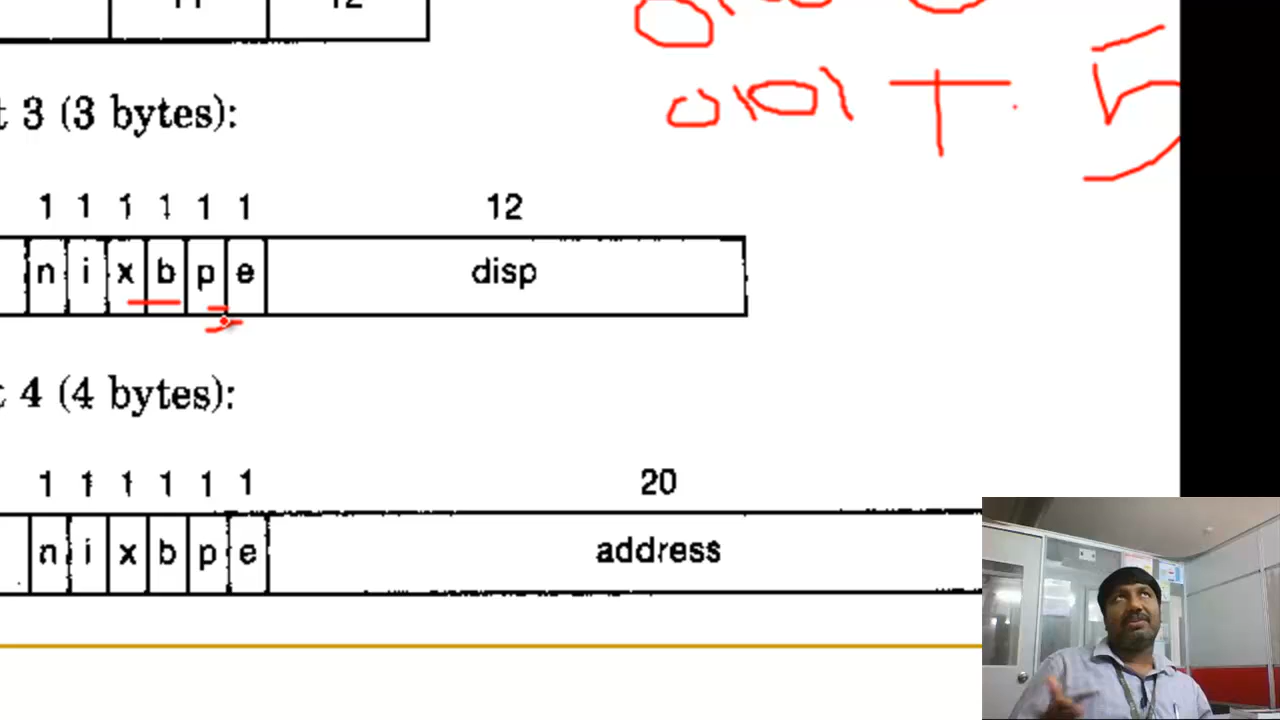 t 3 (3 bytes):
0101 + 5
1 1 1 1 1 1 12
n i x b p e disp
t 4 (4 bytes):
1 1 1 1 1 1 20
n i x b p e address